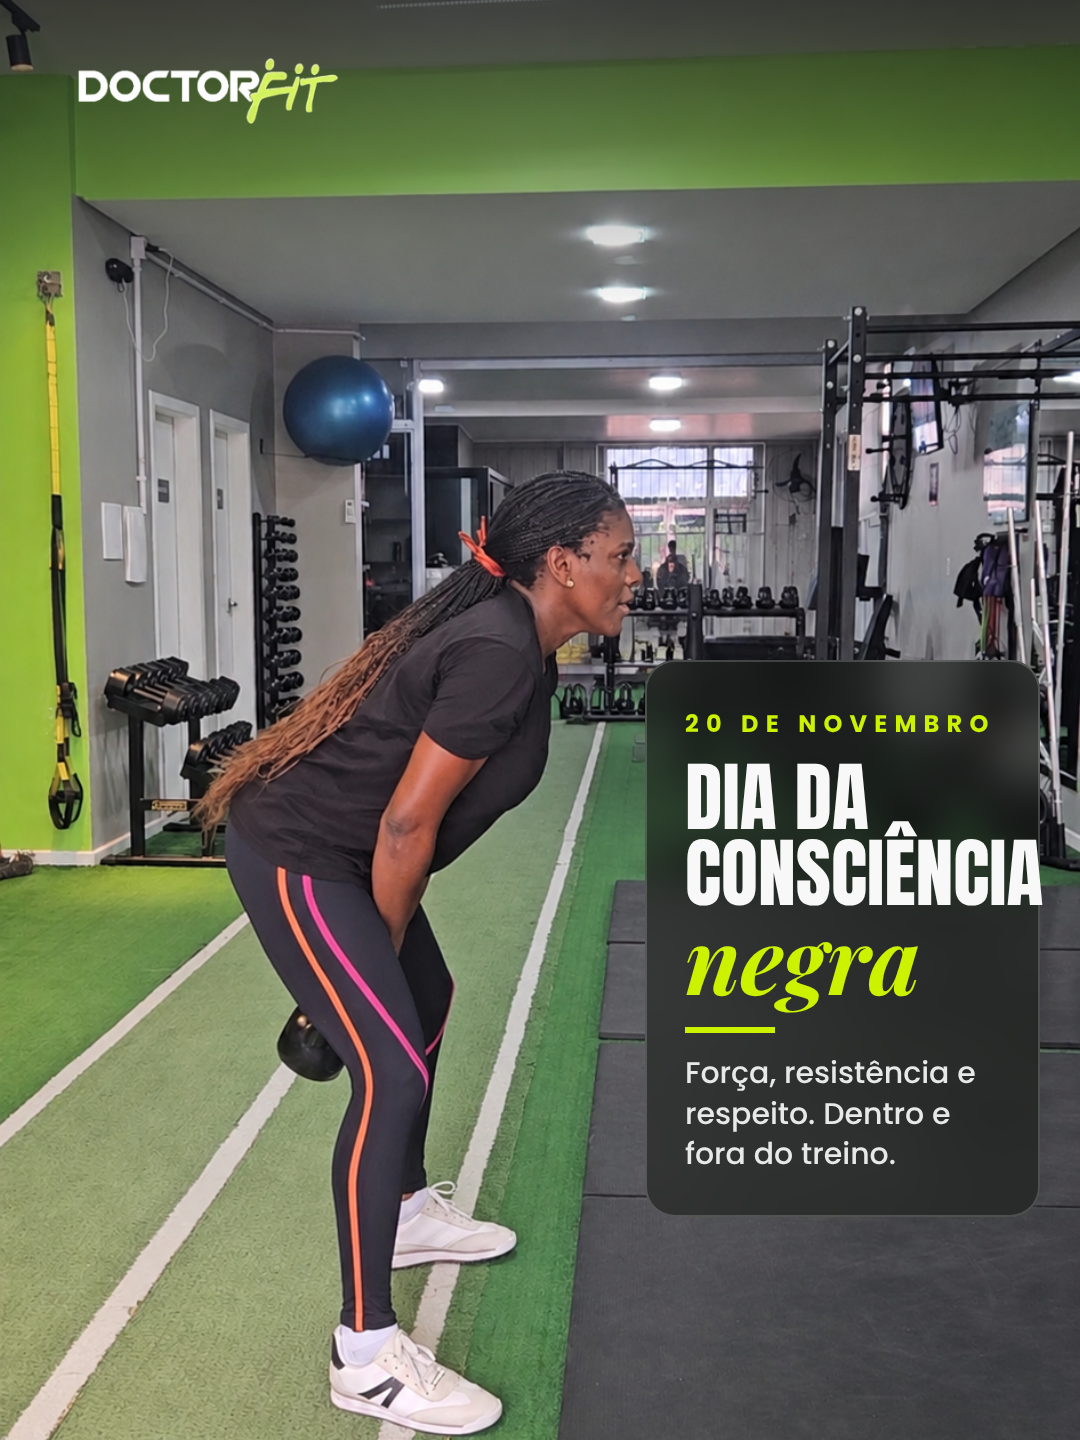 DOCTORFIT
20 DE NOVEMBRO
DIA DA
CONSCIÊNCIA
negra
Força, resistência e
respeito. Dentro e
fora do treino.